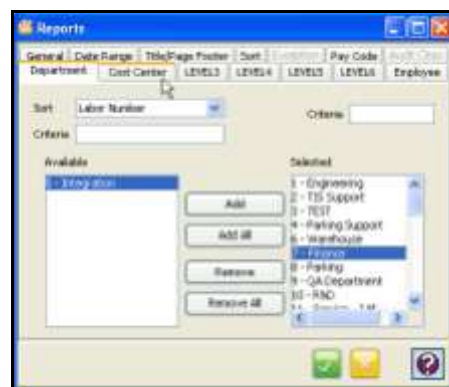 Reports
General Date Range Title/Page Footer Sort Pay Code
Department Cost Center LEVEL3 LEVEL4 LEVEL5 LEVEL6 Employee
Sort Labor Number Criteria
Criteria
Available Selected
5 - Integration
1 - Engineering
2 - TIS Support
3 - TEST
4 - Parking Support
6 - Warehouse
7 - Finance
8 - Parking
9 - QA Department
10 - RND
Add
Add All
Remove
Remove All
?